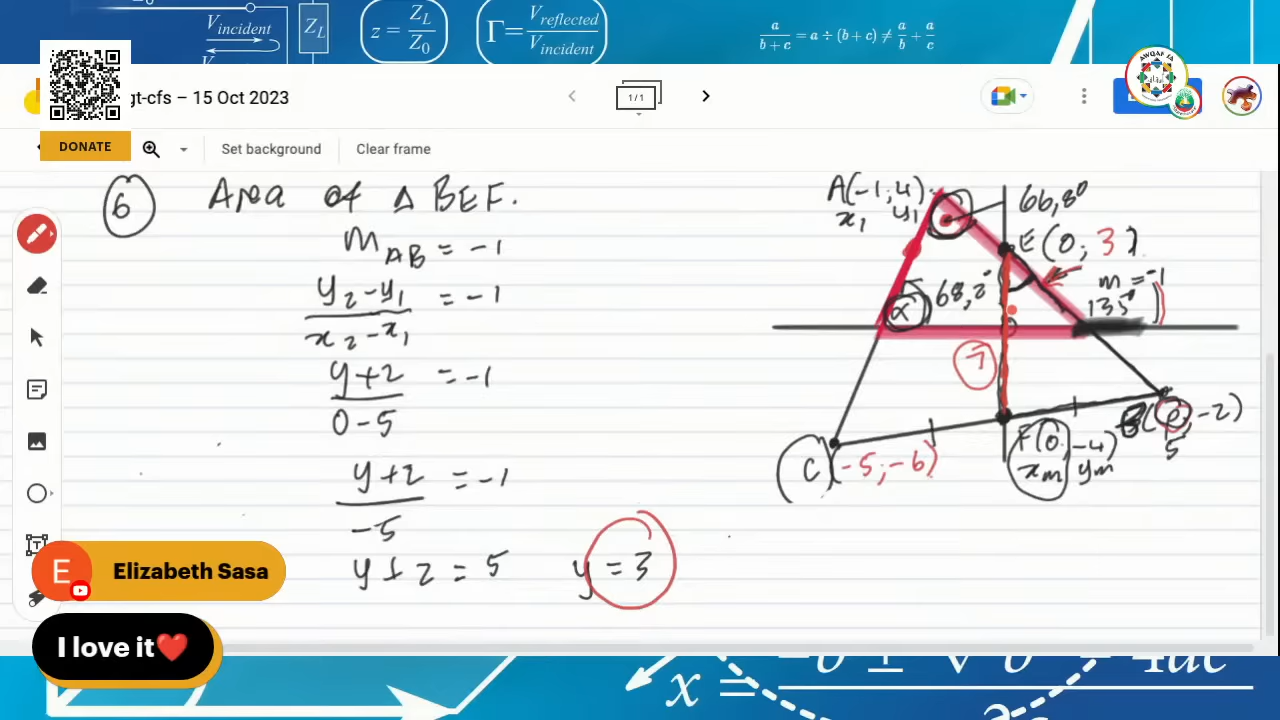 V_incident
Z_L
z = Z_L/Z_0
Γ = V_reflected/V_incident
a/(b+c) = a ÷ (b + c) ≠ a/b + a/c
gt-cfs – 15 Oct 2023
1/1
DONATE
Set background
Clear frame
AWQAF SA
6 Area of Δ BEF.
m_AB = -1
y₂-y₁/x₂-x₁ = -1
y+2/0-5 = -1
y+2/-5 = -1
y+2 = 5 y = 3
A(-1;4)
x₁ y₁
66,8°
E(0; 3)
m = -1
135°
α 68,2°
7
B( ;-2)
5
F(0;-4)
xm ym
C(-5;-6)
E
Elizabeth Sasa
I love it❤️
x =
-b ± √b 4ac